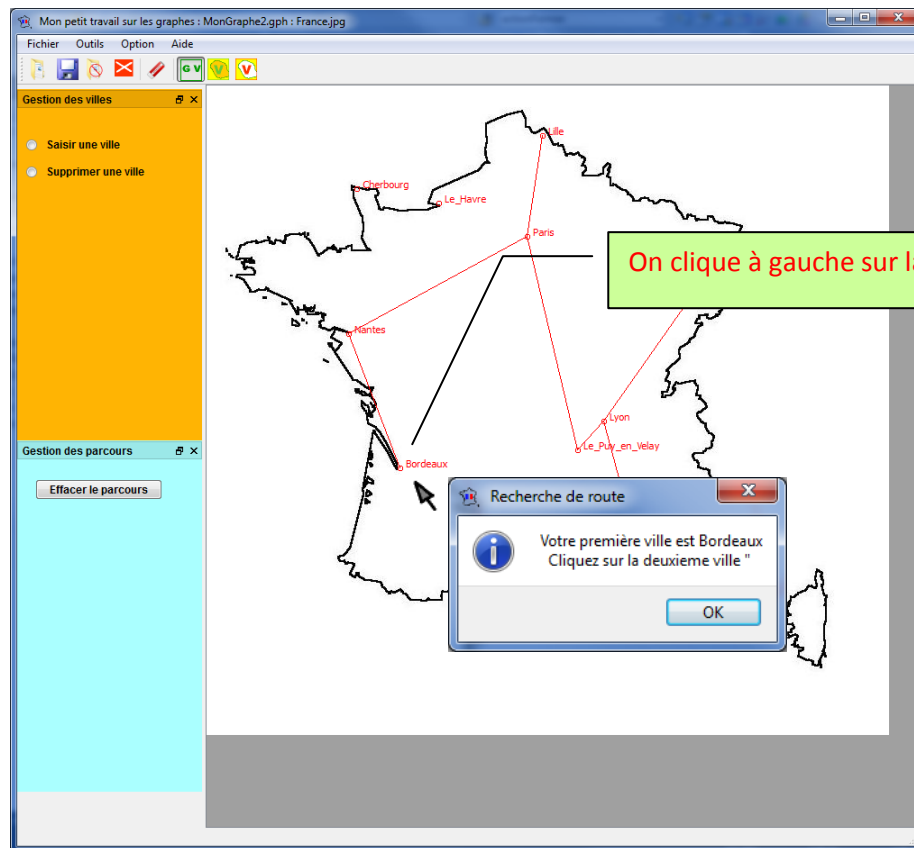 Mon petit travail sur les graphes : MonGraphe2.gph : France.jpg
Fichier Outils Option Aide
G V V V
Gestion des villes
Saisir une ville
Supprimer une ville
Lille
Cherbourg
Le_Havre
Paris
On clique à gauche sur la
Nantes
Lyon
Le_Puy_en_Velay
Gestion des parcours
Bordeaux
Effacer le parcours
Recherche de route
Votre première ville est Bordeaux
Cliquez sur la deuxieme ville "
OK